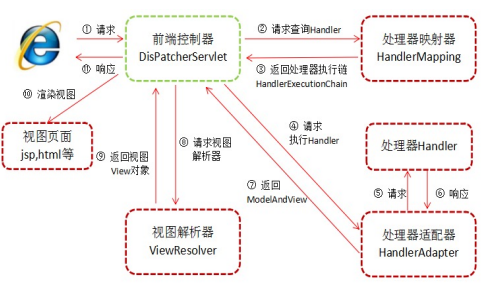 ① 请求
⑪ 响应
前端控制器
DisPatcherServlet
② 请求查询Handler
③ 返回处理器执行链
HandlerExecutionChain
处理器映射器
HandlerMapping
⑩ 渲染视图
视图页面
jsp,html等
⑨ 返回视图
View对象
⑧ 请求视图
解析器
④ 请求
执行Handler
⑦ 返回
ModelAndView
处理器Handler
⑤ 请求
⑥ 响应
视图解析器
ViewResolver
处理器适配器
HandlerAdapter